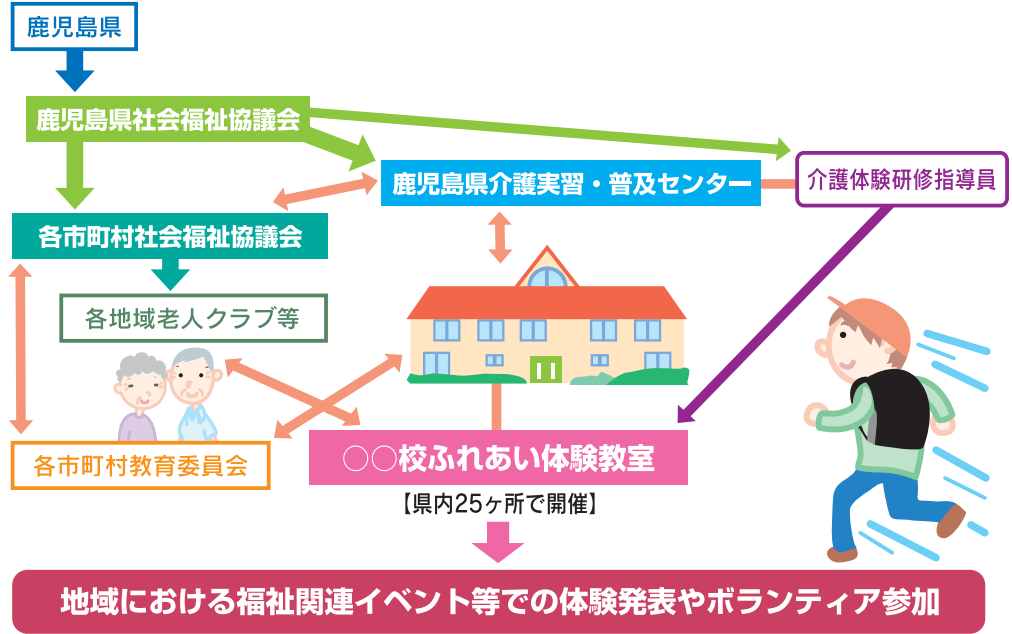 鹿児島県
鹿児島県社会福祉協議会
鹿児島県介護実習・普及センター
介護体験研修指導員
各市町村社会福祉協議会
各地域老人クラブ等
各市町村教育委員会
○○校ふれあい体験教室
【県内25ヶ所で開催】
地域における福祉関連イベント等での体験発表やボランティア参加